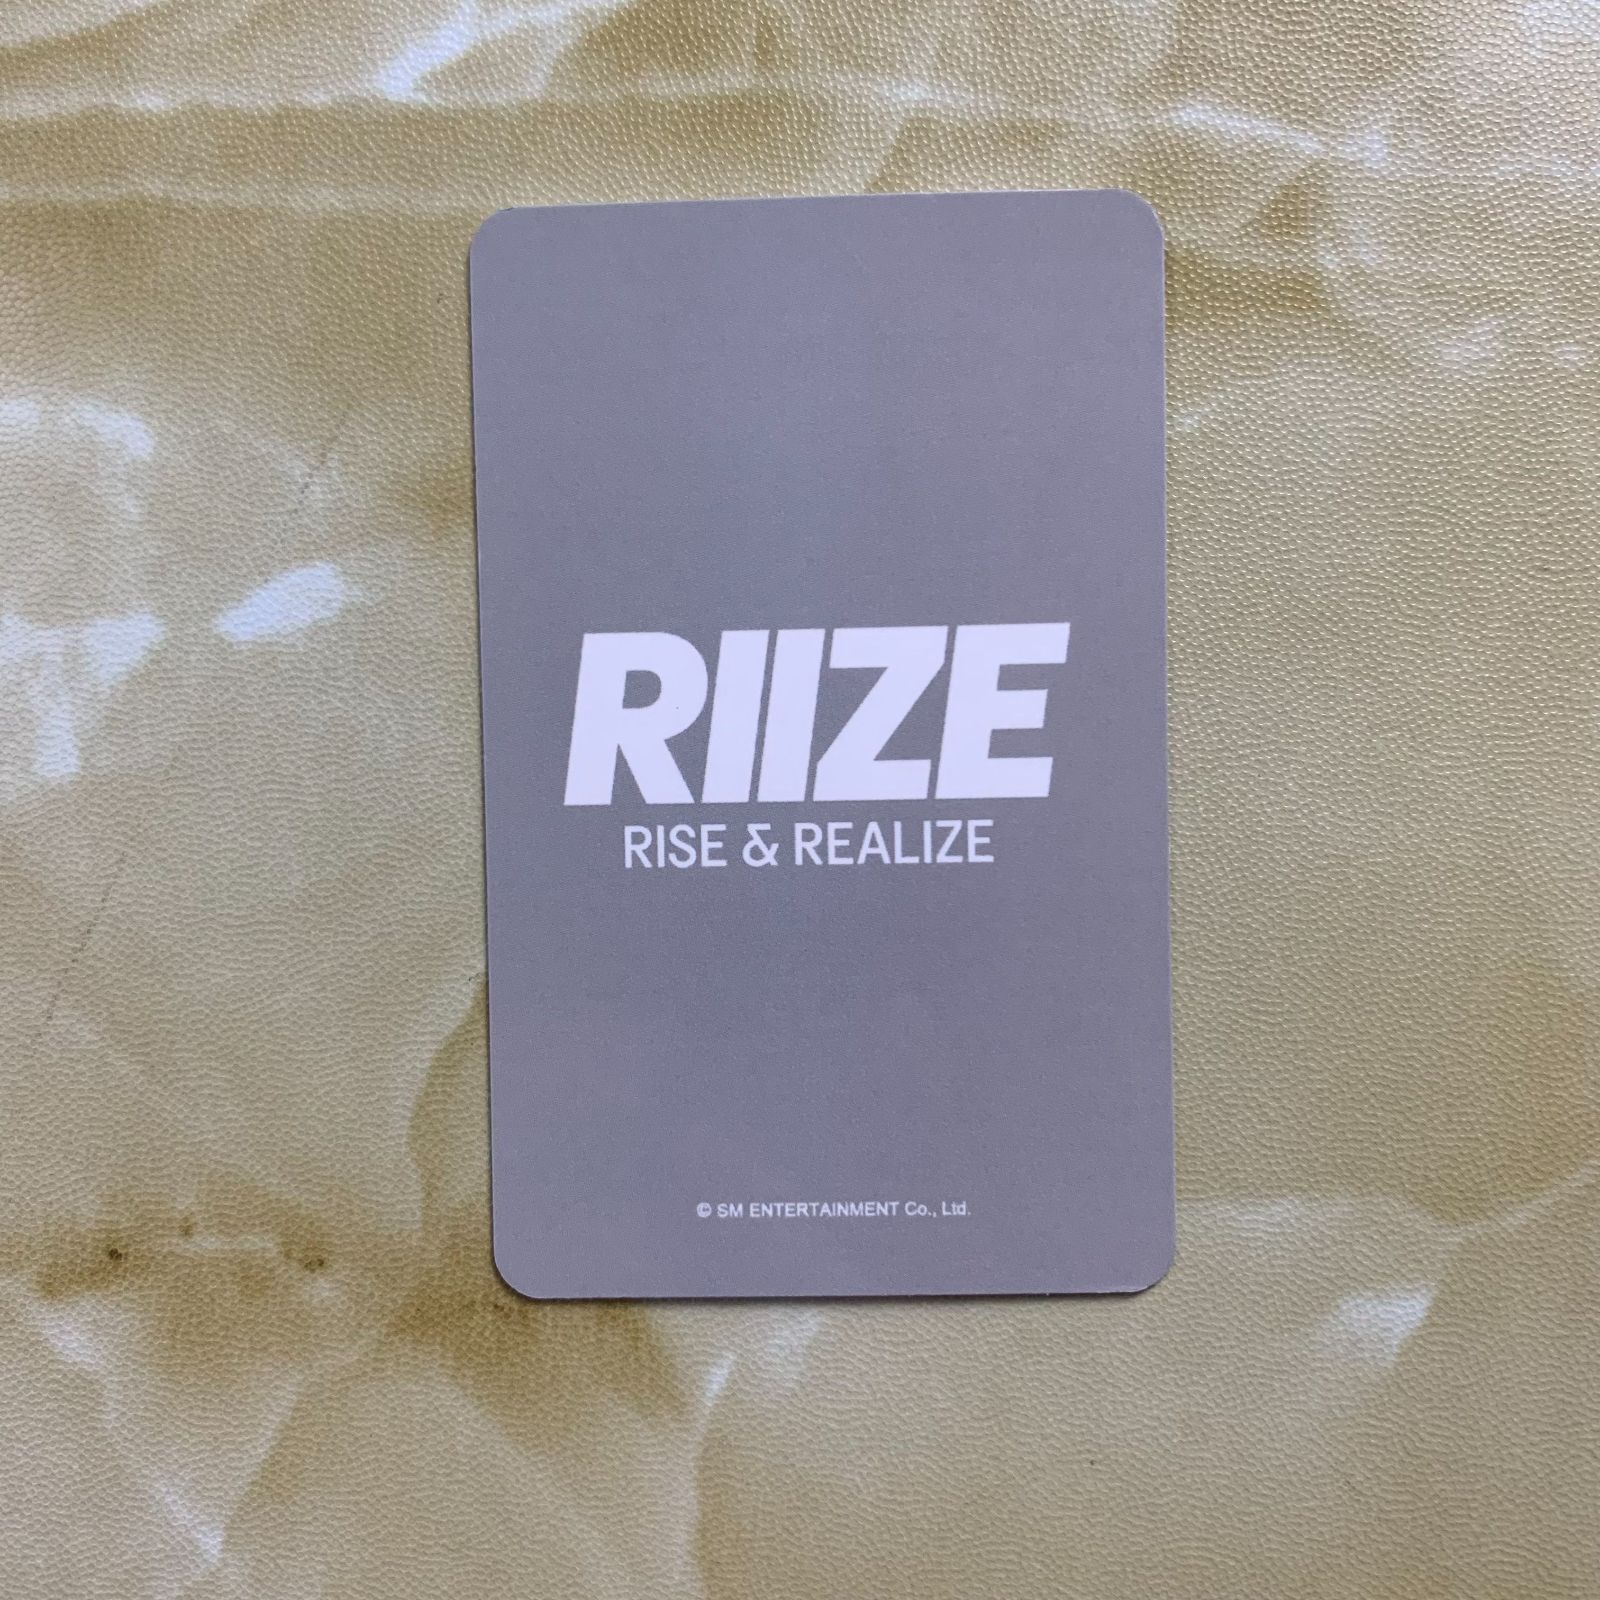 RIIZE
RISE & REALIZE
© SM ENTERTAINMENT Co., Ltd.